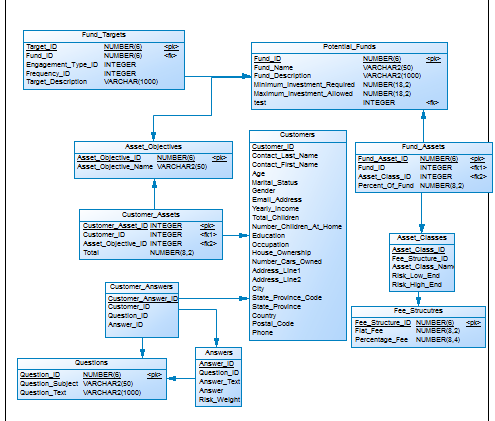 Fund_Targets
Target_ID NUMBER(6) <pk>
Fund_ID NUMBER(6) <fk>
Engagement_Type_ID INTEGER
Frequency_ID INTEGER
Target_Description VARCHAR(1000)
Potential_Funds
Fund_ID NUMBER(6) <pk>
Fund_Name VARCHAR2(50)
Fund_Description VARCHAR2(1000)
Minimum_Investment_Required NUMBER(18,2)
Maximum_Investment_Allowed NUMBER(18,2)
test INTEGER <fk>
Asset_Objectives
Asset_Objective_ID NUMBER(6) <pk>
Asset_Objective_Name VARCHAR2(50)
Customers
Customer_ID
Contact_Last_Name
Contact_First_Name
Age
Marital_Status
Gender
Email_Address
Yearly_Income
Total_Children
Number_Children_At_Home
Education
Occupation
House_Ownership
Number_Cars_Owned
Address_Line1
Address_Line2
City
State_Province_Code
State_Province
Country
Postal_Code
Phone
Fund_Assets
Fund_Asset_ID NUMBER(6) <pk>
Fund_ID INTEGER <fk1>
Asset_Class_ID INTEGER <fk2>
Percent_Of_Fund NUMBER(8,2)
Customer_Assets
Customer_Asset_ID INTEGER <pk>
Customer_ID INTEGER <fk1>
Asset_Objective_ID INTEGER <fk2>
Total NUMBER(8,2)
Asset_Classes
Asset_Class_ID
Fee_Structure_ID
Asset_Class_Name
Risk_Low_End
Risk_High_End
Customer_Answers
Customer_Answer_ID
Customer_ID
Question_ID
Answer_ID
Fee_Strucutres
Fee_Structure_ID NUMBER(6) <pk>
Flat_Fee NUMBER(8,2)
Percentage_Fee NUMBER(8,4)
Questions
Question_ID NUMBER(6) <pk>
Question_Subject VARCHAR2(50)
Question_Text VARCHAR2(1000)
Answers
Answer_ID
Question_ID
Answer_Text
Answer
Risk_Weight